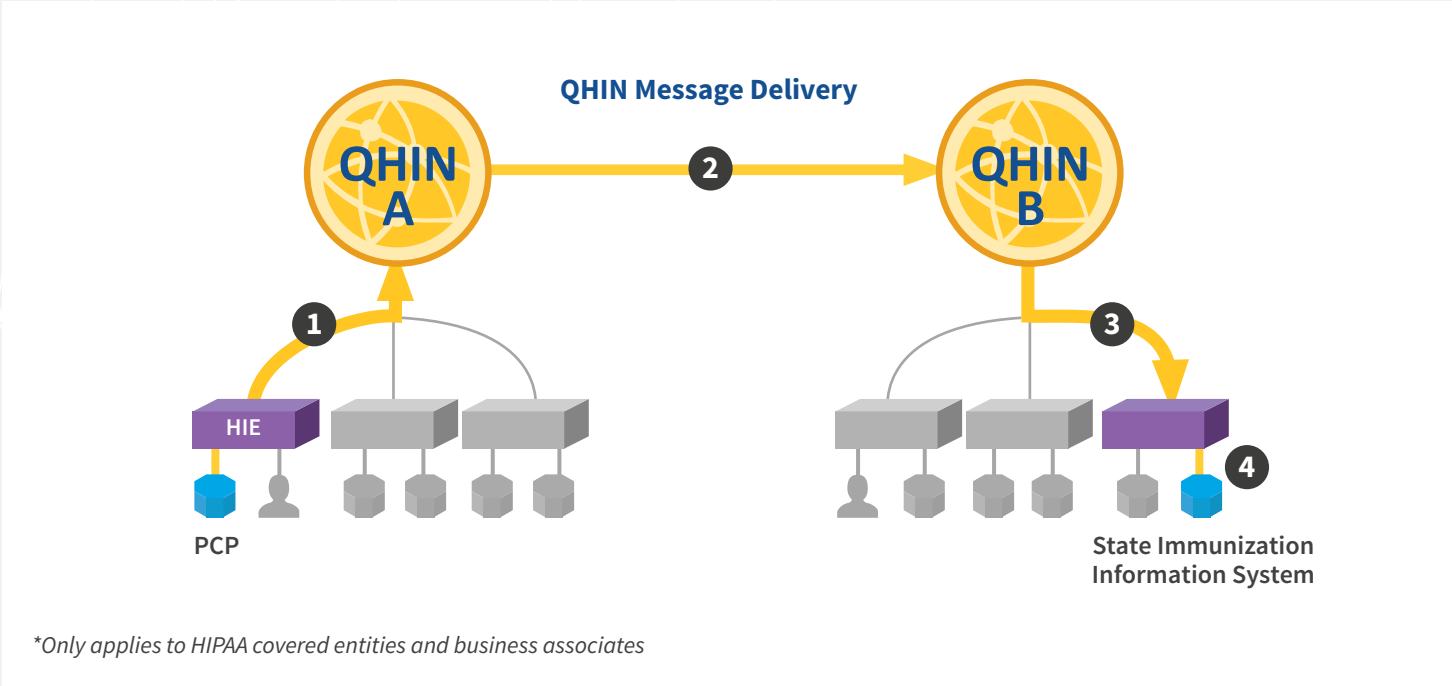 QHIN Message Delivery
QHIN
A
2
QHIN
B
1
3
HIE
4
PCP
State Immunization
Information System
*Only applies to HIPAA covered entities and business associates